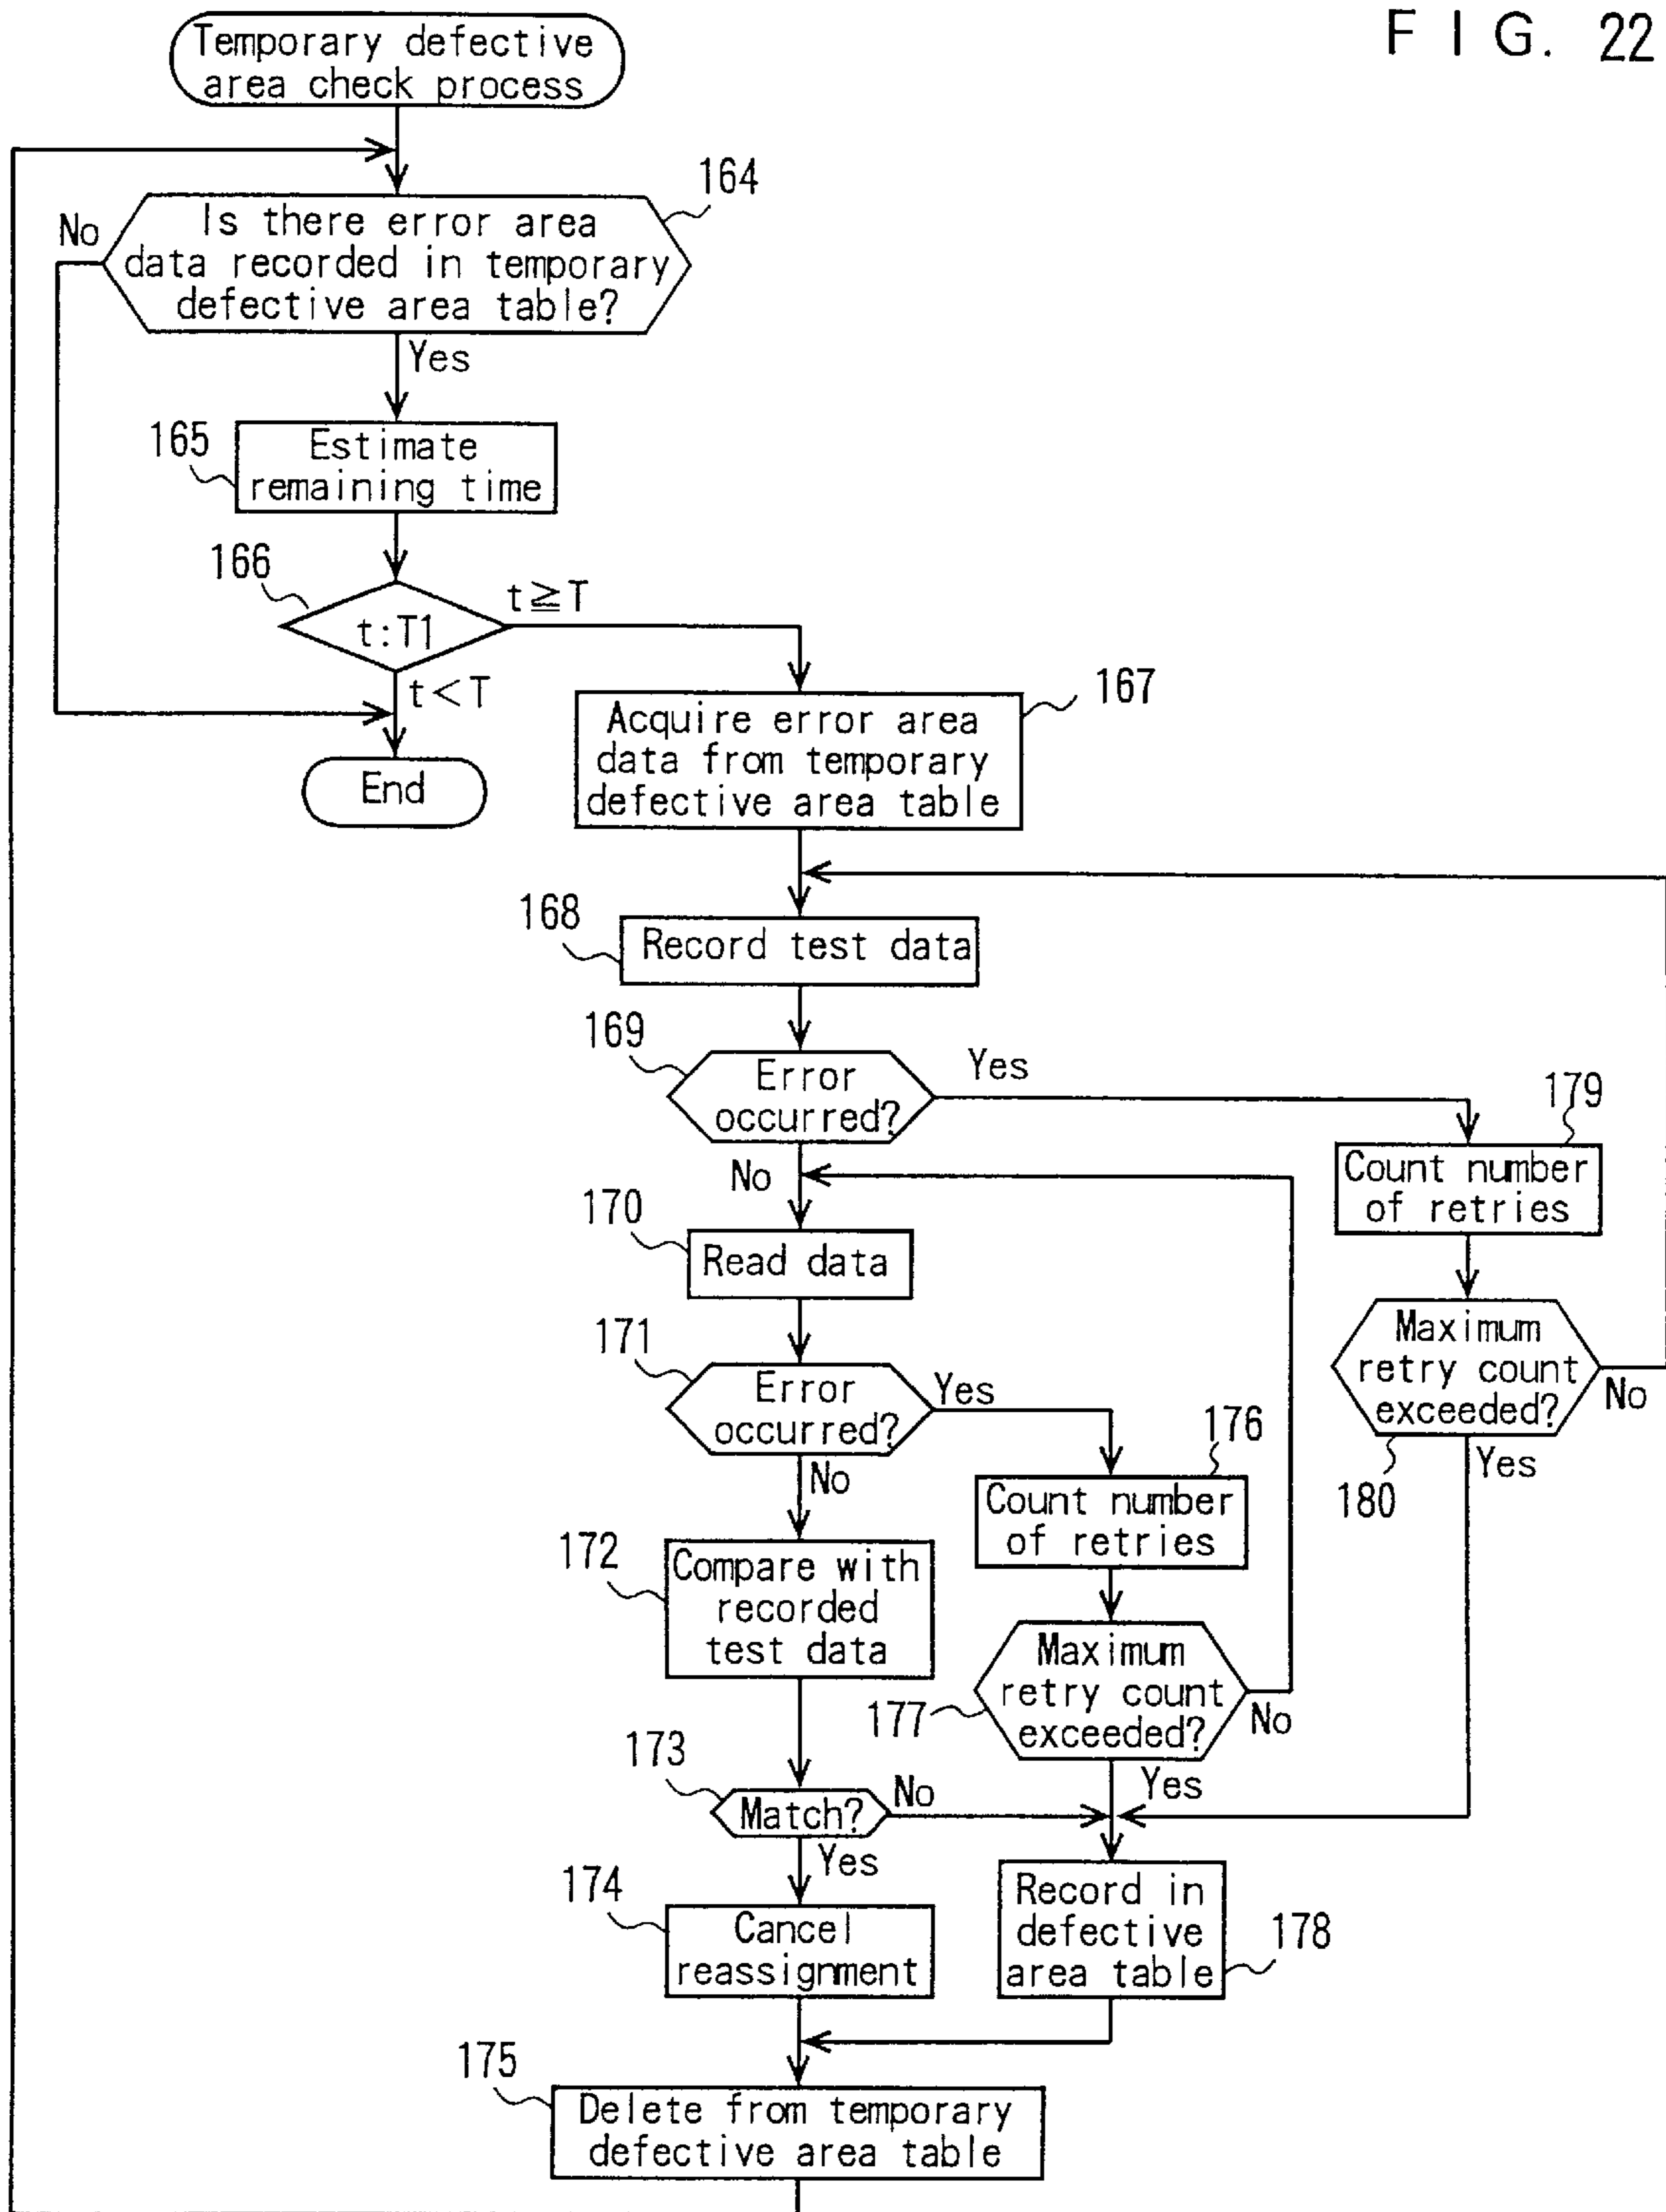 FIG. 22
Temporary defective
area check process
164
No
Is there error area
data recorded in temporary
defective area table?
Yes
165
Estimate
remaining time
166
t:T1
t≧T
t<T
End
167
Acquire error area
data from temporary
defective area table
168
Record test data
169
Error
occurred?
Yes
No
179
Count number
of retries
170
Read data
180
Maximum
retry count
exceeded?
No
Yes
171
Error
occurred?
Yes
No
176
Count number
of retries
172
Compare with
recorded
test data
177
Maximum
retry count
exceeded?
No
Yes
173
Match?
No
Yes
174
Cancel
reassignment
Record in
defective
area table
178
175
Delete from temporary
defective area table